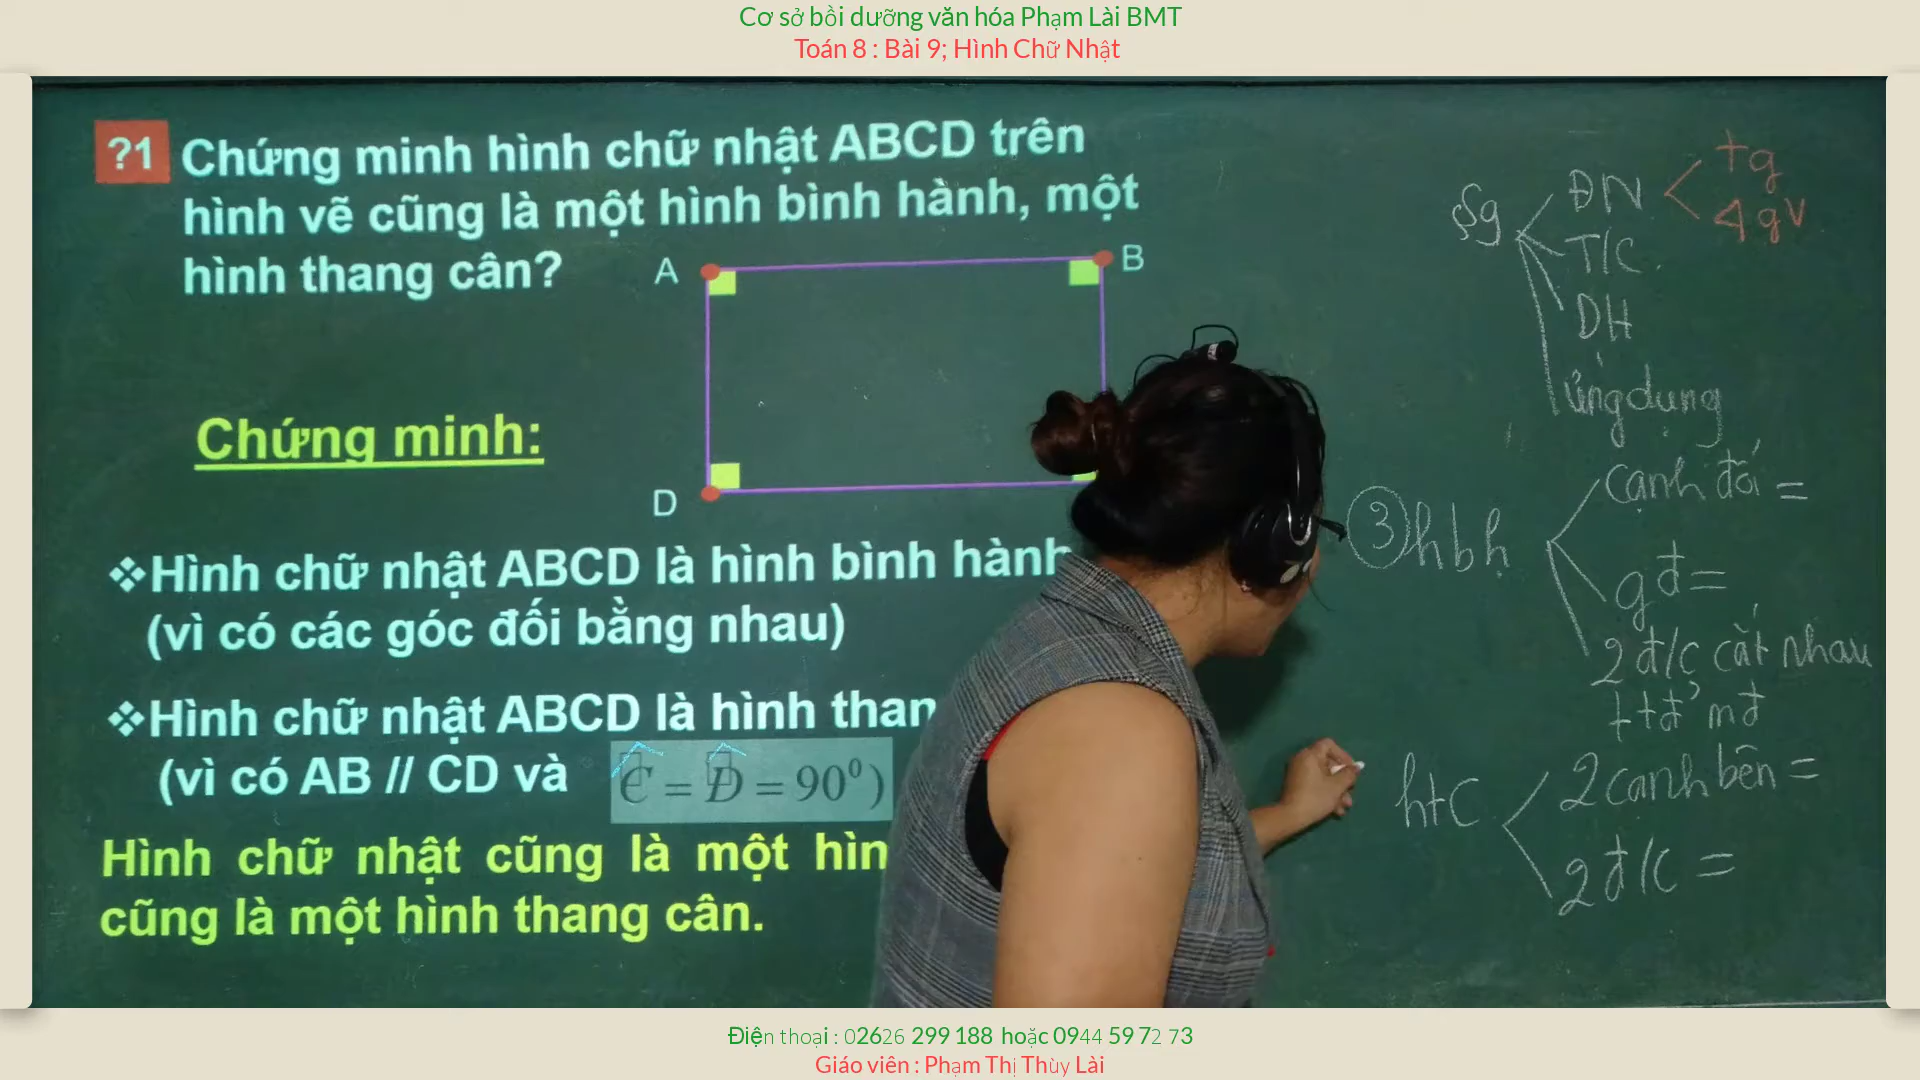 Cơ sở bồi dưỡng văn hóa Phạm Lài BMT
Toán 8 : Bài 9; Hình Chữ Nhật
?1 Chứng minh hình chữ nhật ABCD trên
hình vẽ cũng là một hình bình hành, một
hình thang cân?
A
B
D
Chứng minh:
❖Hình chữ nhật ABCD là hình bình hành
(vì có các góc đối bằng nhau)
❖Hình chữ nhật ABCD là hình than
(vì có AB // CD và C = D = 90⁰)
Hình chữ nhật cũng là một hìn
cũng là một hình thang cân.
ĐN
tg
4 gV
T/C
DH
ứng dụng
③ hbh
cạnh đối =
gđ =
2 đ/c cắt nhau
t tđ' mđ
htc
2 cạnh bên =
2 đ/c =
Điện thoại : 02626 299 188 hoặc 0944 59 72 73
Giáo viên : Phạm Thị Thùy Lài